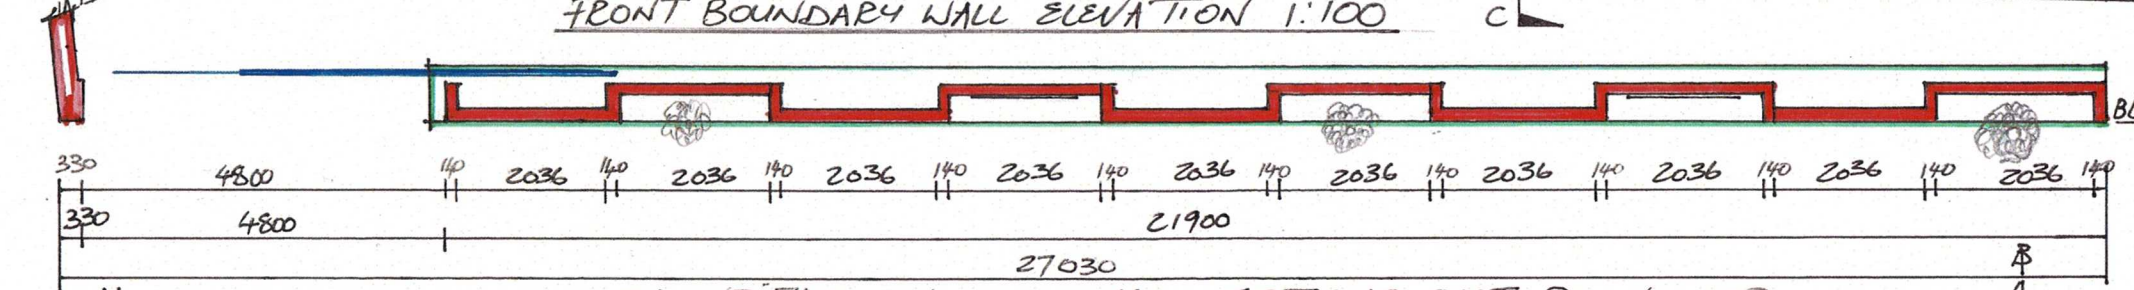 FRONT BOUNDARY WALL ELEVATION 1:100 C
330 4800 140 2036 140 2036 140 2036 140 2036 140 2036 140 2036 140 2036 140 2036 140 2036 140 2036 140
330 4800 21900
27030 B